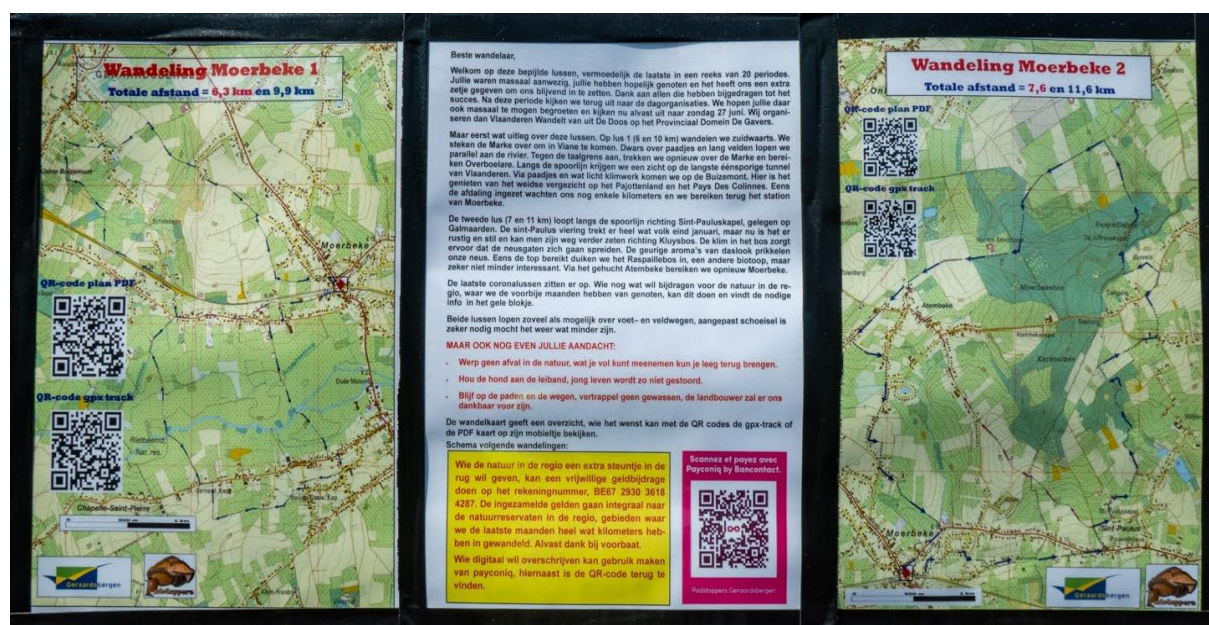 Wandeling Moerbeke 1
Totale afstand = 6,3 km en 9,9 km
Kleine Buizemont
Schiebeke
Moerbeke
QR-code plan PDF
Oude Molen
QR-code gpx track
Rietbeemd
Nat. res.
Chapelle-Saint-Pierre
Geraardsbergen
Padstappers
Beste wandelaar,
Welkom op deze bepijlde lussen, vermoedelijk de laatste in een reeks van 20 periodes.
Jullie waren massaal aanwezig, jullie hebben hopelijk genoten en het heeft ons een extra
zetje gegeven om ons blijvend in te zetten. Dank aan allen die hebben bijgedragen tot het
succes. Na deze periode kijken we terug uit naar de dagorganisaties. We hopen jullie daar
ook massaal te mogen begroeten en kijken nu alvast uit naar zondag 27 juni. Wij organi-
seren dan Vlaanderen Wandelt van uit De Doos op het Provinciaal Domein De Gavers.
Maar eerst wat uitleg over deze lussen. Op lus 1 (6 en 10 km) wandelen we zuidwaarts. We
steken de Marke over om in Viane te komen. Dwars over paadjes en lang velden lopen we
parallel aan de rivier. Tegen de taalgrens aan, trekken we opnieuw over de Marke en berei-
ken Overboelare. Langs de spoorlijn krijgen we een zicht op de langste éénsporige tunnel
van Vlaanderen. Via paadjes en wat licht klimwerk komen we op de Buizemont. Hier is het
genieten van het weidse vergezicht op het Pajottenland en het Pays Des Colinnes. Eens
de afdaling ingezet wachten ons nog enkele kilometers en we bereiken terug het station
van Moerbeke.
De tweede lus (7 en 11 km) loopt langs de spoorlijn richting Sint-Pauluskapel, gelegen op
Galmaarden. De sint-Paulus viering trekt er heel wat volk eind januari, maar nu is het er
rustig en stil en kan men zijn weg verder zeten richting Kluysbos. De klim in het bos zorgt
ervoor dat de neusgaten zich gaan spreiden. De geurige aroma's van daslook prikkelen
onze neus. Eens de top bereikt duiken we het Raspaillebos in, een andere biotoop, maar
zeker niet minder interessant. Via het gehucht Atembeke bereiken we opnieuw Moerbeke.
De laatste coronalussen zitten er op. Wie nog wat wil bijdragen voor de natuur in de re-
gio, waar we de voorbije maanden hebben van genoten, kan dit doen en vindt de nodige
info in het gele blokje.
Beide lussen lopen zoveel als mogelijk over voet– en veldwegen, aangepast schoeisel is
zeker nodig mocht het weer wat minder zijn.
MAAR OOK NOG EVEN JULLIE AANDACHT:
- Werp geen afval in de natuur, wat je vol kunt meenemen kun je leeg terug brengen.
- Hou de hond aan de leiband, jong leven wordt zo niet gestoord.
- Blijf op de paden en de wegen, vertrappel geen gewassen, de landbouwer zal er ons
dankbaar voor zijn.
De wandelkaart geeft een overzicht, wie het wenst kan met de QR codes de gpx-track of
de PDF kaart op zijn mobieltje bekijken.
Schema volgende wandelingen:
Wie de natuur in de regio een extra steuntje in de
rug wil geven, kan een vrijwillige geldbijdrage
doen op het rekeningnummer, BE67 2930 3618
4287. De ingezamelde gelden gaan integraal naar
de natuurreservaten in de regio, gebieden waar
we de laatste maanden heel wat kilometers heb-
ben in gewandeld. Alvast dank bij voorbaat.
Wie digitaal wil overschrijven kan gebruik maken
van payconiq, hiernaast is de QR-code terug te
vinden.
Scannez et payez avec
Payconiq by Bancontact.
Padstappers Geraardsbergen
Wandeling Moerbeke 2
Totale afstand = 7,6 en 11,6 km
QR-code plan PDF
QR-code gpx track
Moerbekebos
Atembeke
Karkoolbos
Sint-Paulus
Moerbeke
Geraardsbergen